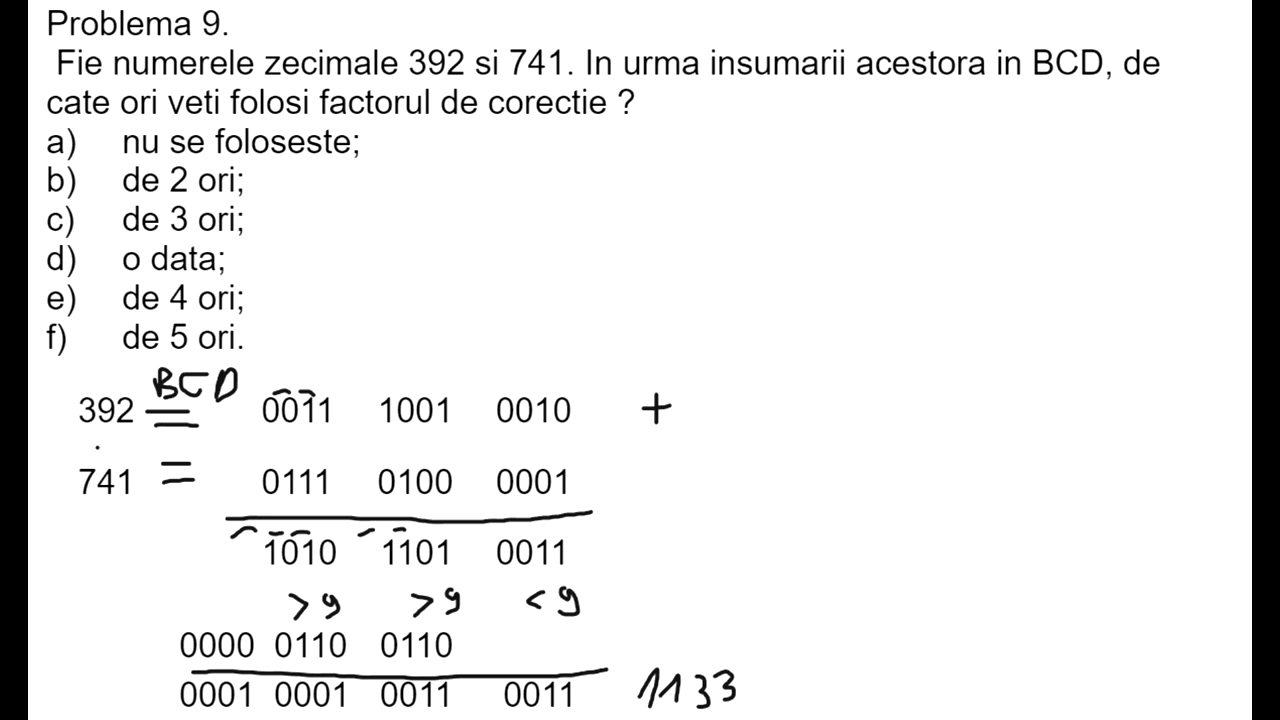 Problema 9.
Fie numerele zecimale 392 si 741. In urma insumarii acestora in BCD, de
cate ori veti folosi factorul de corectie ?
a) nu se foloseste;
b) de 2 ori;
c) de 3 ori;
d) o data;
e) de 4 ori;
f) de 5 ori.
392 = BCD 0011 1001 0010 +
741 = 0111 0100 0001
1010 1101 0011
>9 >9 <9
0000 0110 0110
0001 0001 0011 0011 1133